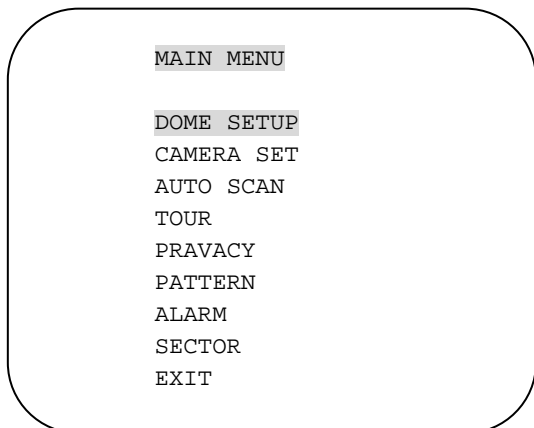 MAIN MENU
DOME SETUP
CAMERA SET
AUTO SCAN
TOUR
PRAVACY
PATTERN
ALARM
SECTOR
EXIT